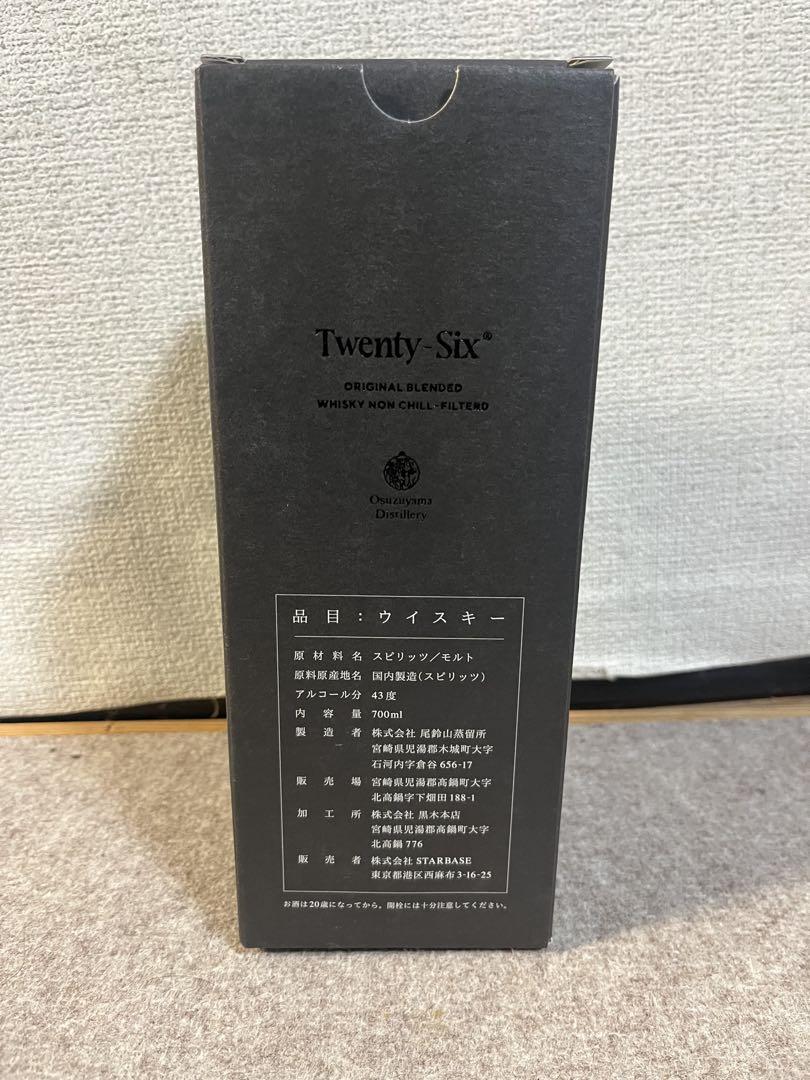 Twenty-Six®
ORIGINAL BLENDED
WHISKY NON CHILL-FILTERD
Osuzuyama
Distillery
品目：ウイスキー
原材料名 スピリッツ／モルト
原料原産地名 国内製造（スピリッツ）
アルコール分 43度
内容量 700ml
製造者 株式会社 尾鈴山蒸留所
宮崎県児湯郡木城町大字
石河内字倉谷 656-17
販売場 宮崎県児湯郡高鍋町大字
北高鍋字下畑田 188-1
加工所 株式会社 黒木本店
宮崎県児湯郡高鍋町大字
北高鍋 776
販売者 株式会社 STARBASE
東京都港区西麻布 3-16-25
お酒は20歳になってから。開栓には十分注意してください。